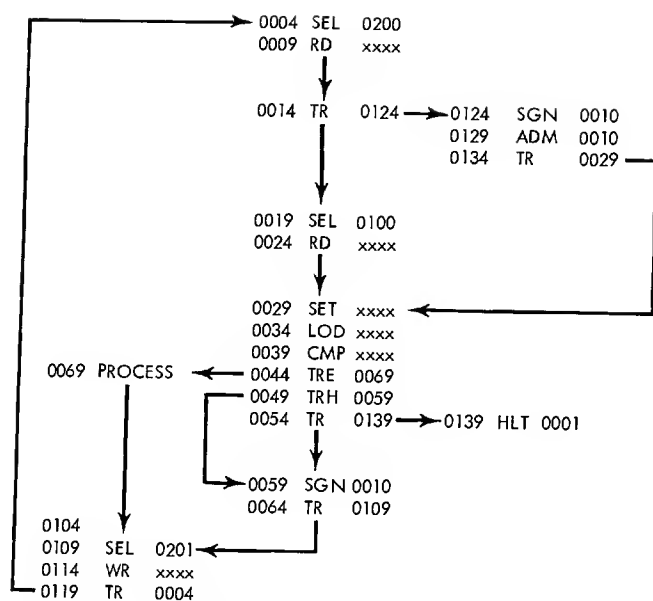 0004 SEL 0200
0009 RD xxxx
0014 TR 0124
0124 SGN 0010
0129 ADM 0010
0134 TR 0029
0019 SEL 0100
0024 RD xxxx
0029 SET xxxx
0034 LOD xxxx
0039 CMP xxxx
0069 PROCESS
0044 TRE 0069
0049 TRH 0059
0054 TR 0139
0139 HLT 0001
0059 SGN 0010
0064 TR 0109
0104
0109 SEL 0201
0114 WR xxxx
0119 TR 0004